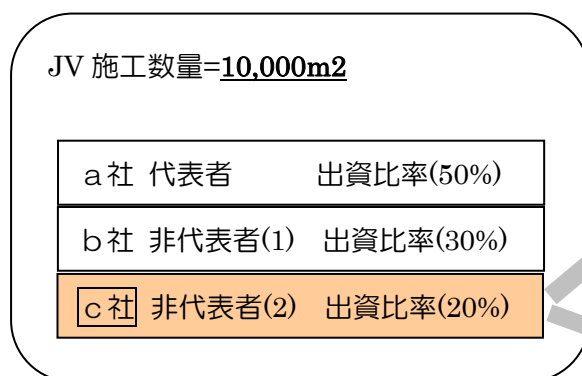 JV 施工数量=10,000m2
a社 代表者 出資比率(50%)
b社 非代表者(1) 出資比率(30%)
c社 非代表者(2) 出資比率(20%)